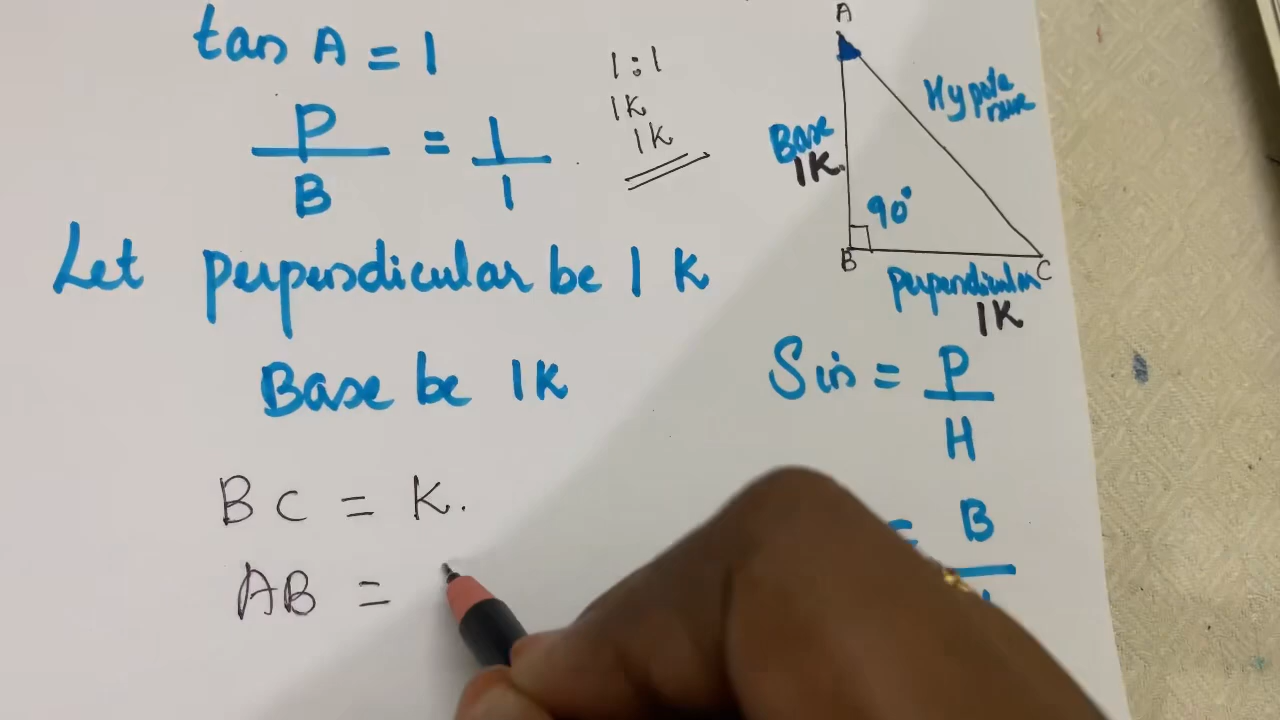 tan A = 1
P/B = 1/1
1:1
1K
1K
Let perpendicular be 1 K
Base be 1K
BC = K.
AB =
A
Hypotenuse
Base
1K.
90°
B
C
perpendicular
1K
Sin = P/H
= B